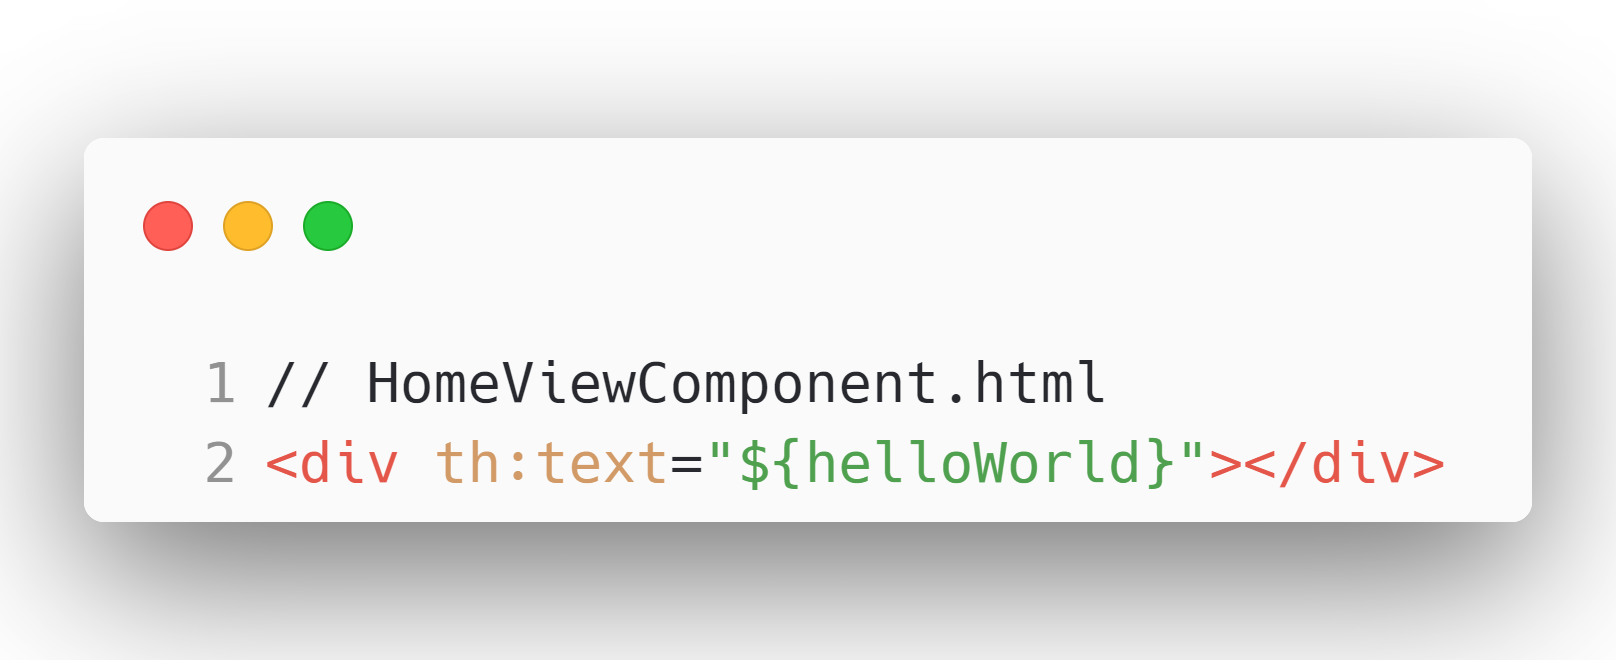 1 // HomeViewComponent.html
2 <div th:text="${helloWorld}"></div>